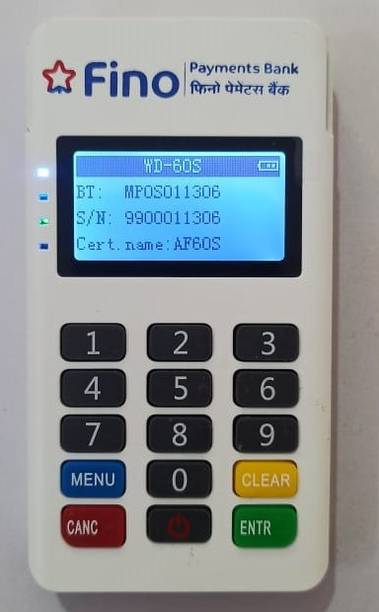 Fino Payments Bank
फिनो पेमेंटस बैंक
WD-60S
BT: MPOS011306
S/N: 9900011306
Cert.name:AF60S
1 2 3
4 5 6
7 8 9
MENU 0 CLEAR
CANC ENTR